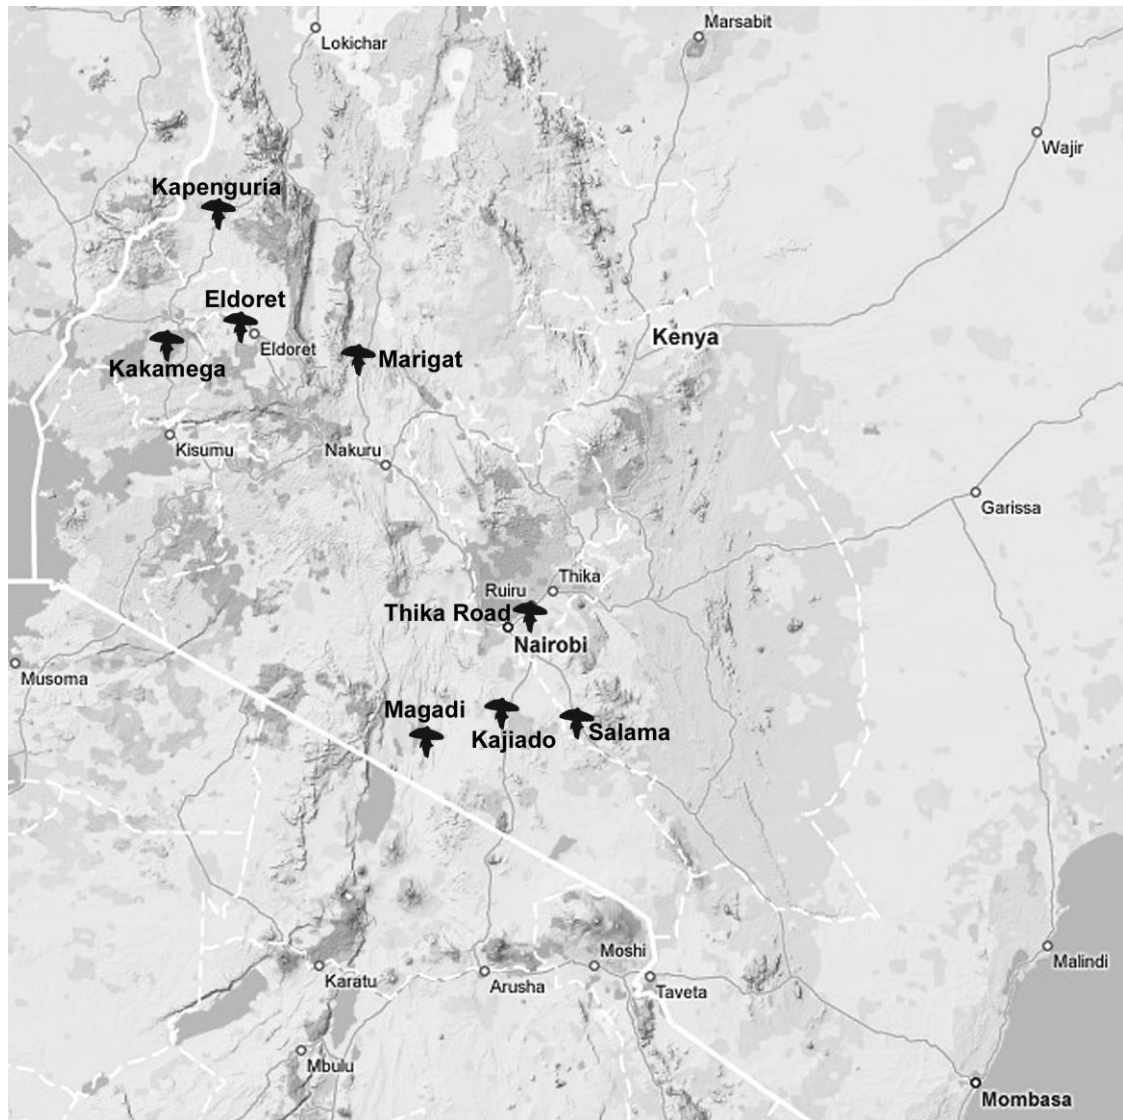 Marsabit
Lokichar
Wajir
Kapenguria
Eldoret
Kenya
Eldoret
Marigat
Kakamega
Kisumu
Nakuru
Garissa
Thika
Ruiru
Thika Road
Nairobi
Musoma
Magadi
Salama
Kajiado
Moshi
Malindi
Karatu
Arusha
Taveta
Mbulu
Mombasa